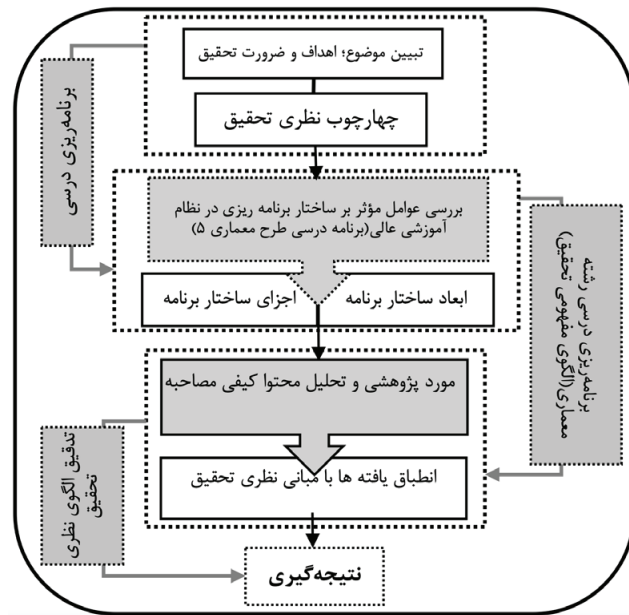 تبیین موضوع؛ اهداف و ضرورت تحقیق
چهارچوب نظری تحقیق
برنامه‌ریزی درسی
بررسی عوامل مؤثر بر ساختار برنامه ریزی در نظام
آموزشی عالی(برنامه درسی طرح معماری ۵)
ابعاد ساختار برنامه
اجزای ساختار برنامه
برنامه‌ریزی درسی رشته
معماری(الگوی مفهومی تحقیق)
مورد پژوهشی و تحلیل محتوا کیفی مصاحبه
انطباق یافته ها با مبانی نظری تحقیق
تدقیق الگوی نظری
تحقیق
نتیجه‌گیری